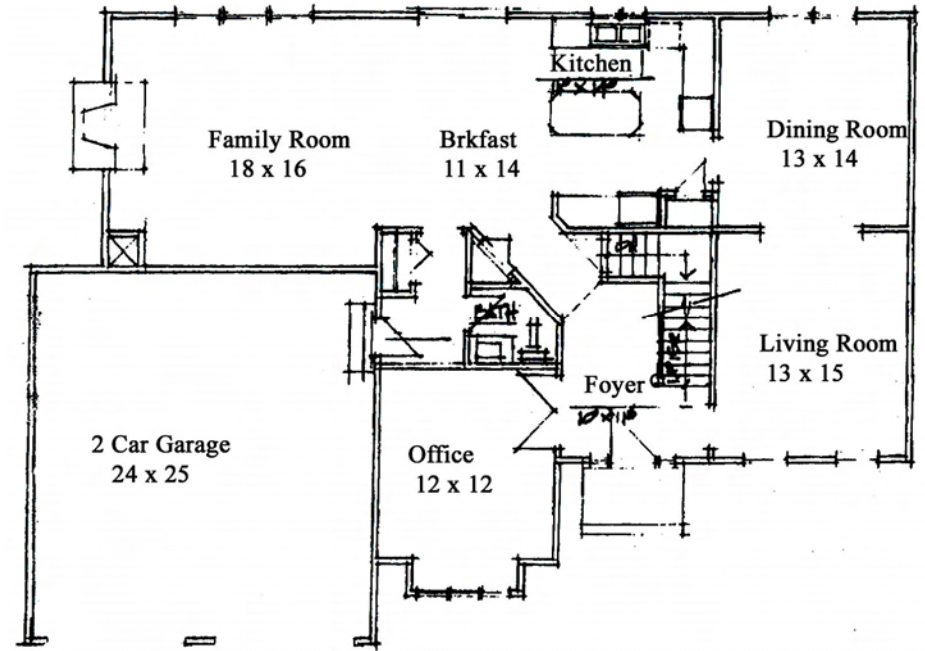 Kitchen
Family Room
18 x 16
Brkfast
11 x 14
Dining Room
13 x 14
BATH
Living Room
13 x 15
Foyer
2 Car Garage
24 x 25
Office
12 x 12